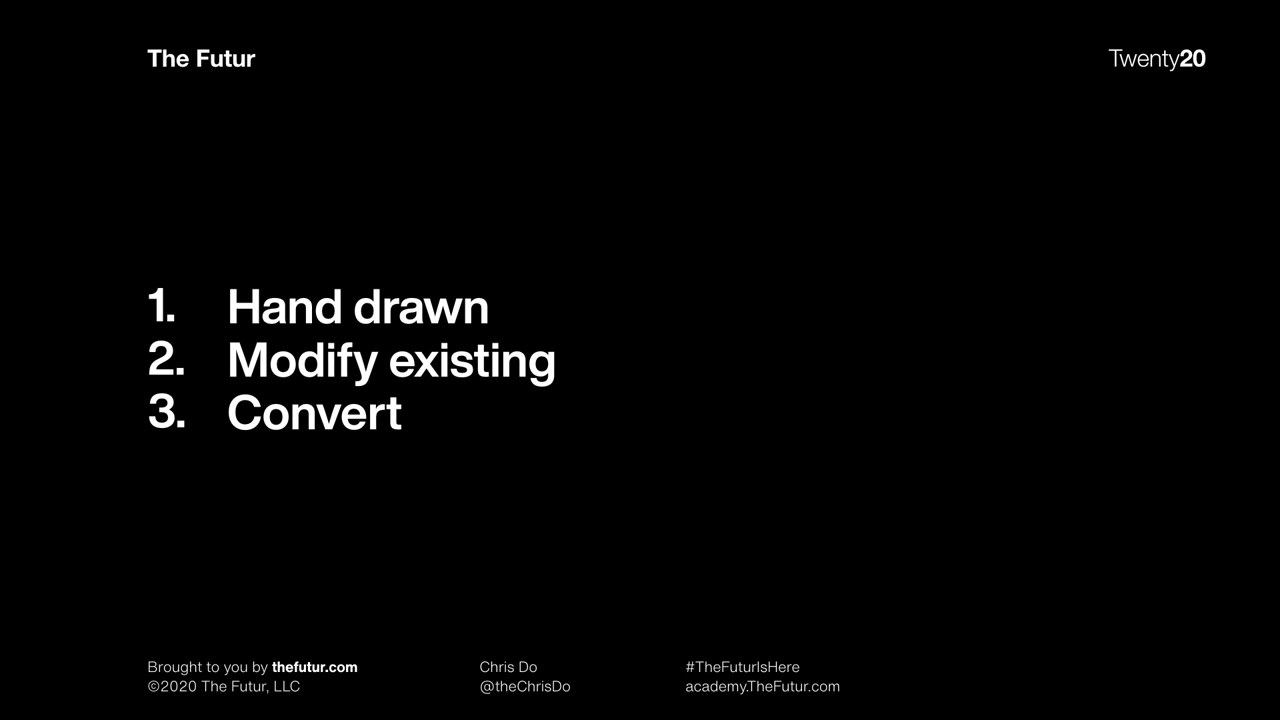 The Futur
Twenty20
1. Hand drawn
2. Modify existing
3. Convert
Brought to you by thefutur.com
©2020 The Futur, LLC
Chris Do
@theChrisDo
#TheFuturIsHere
academy.TheFutur.com